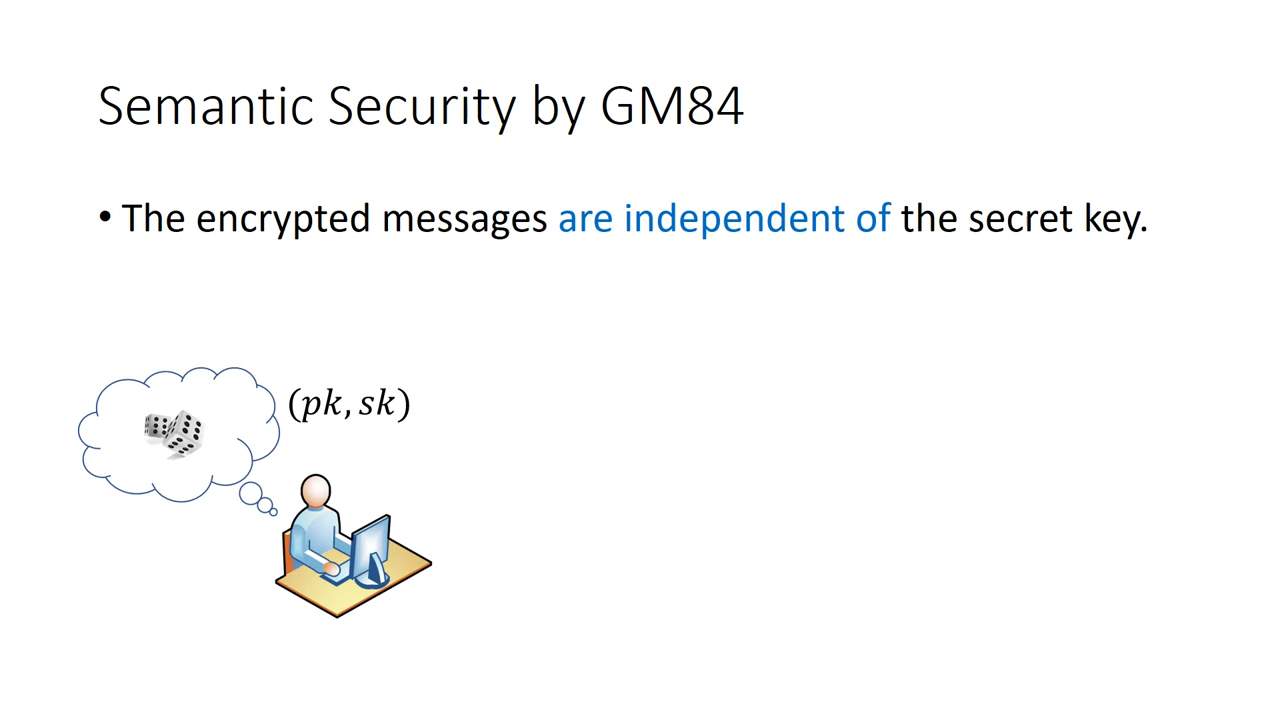 Semantic Security by GM84
• The encrypted messages are independent of the secret key.
(pk, sk)